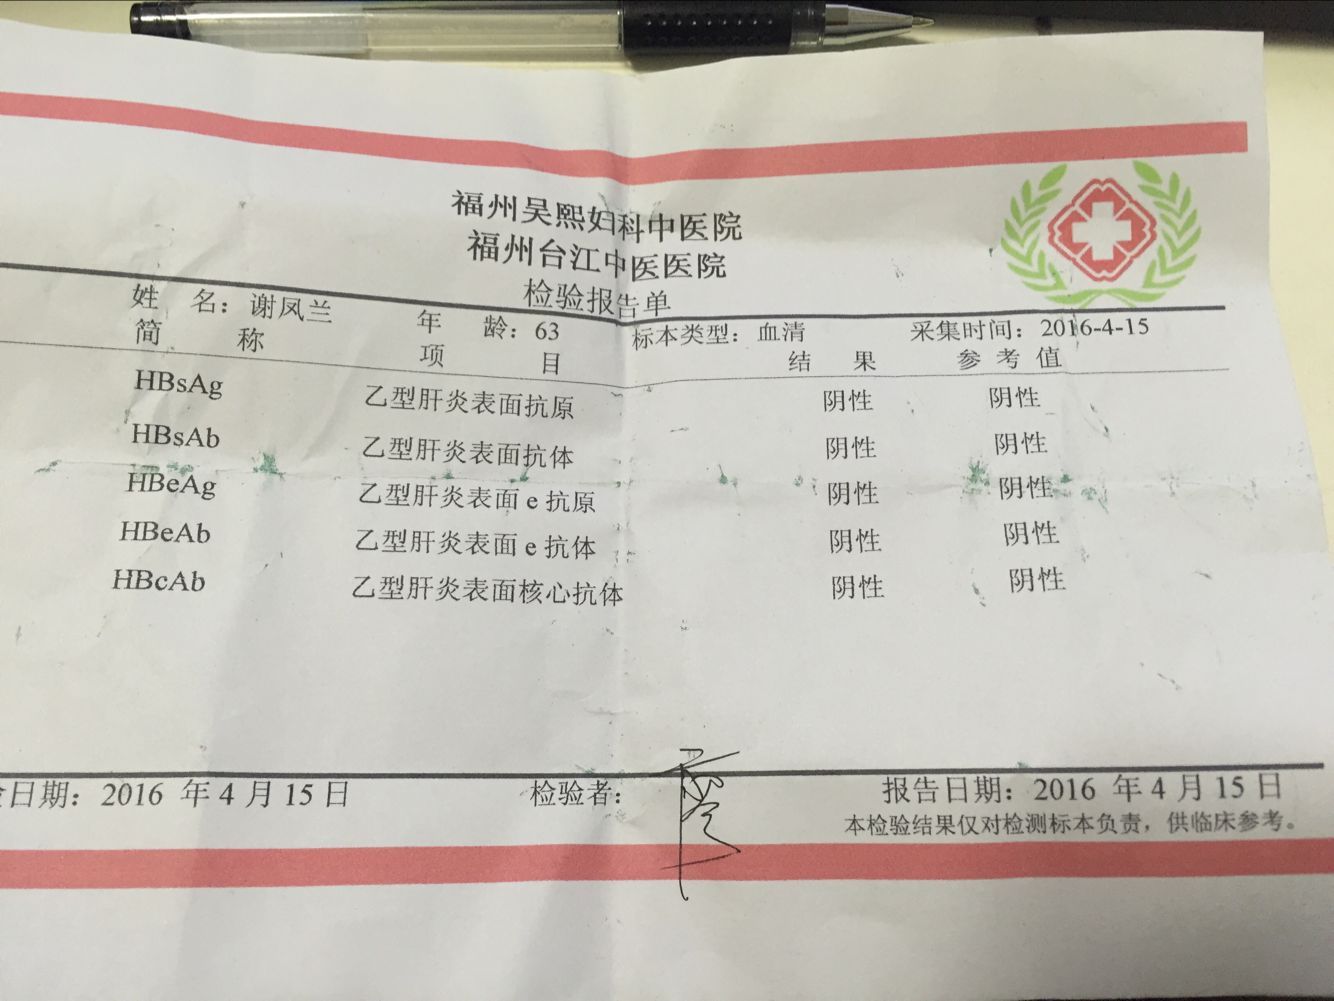 福州吴熙妇科中医院
福州台江中医医院
检验报告单
姓 名：谢凤兰 年 龄：63 标本类型：血清 采集时间：2016-4-15
简 称 项 目 结 果 参 考 值
HBsAg 乙型肝炎表面抗原 阴性 阴性
HBsAb 乙型肝炎表面抗体 阴性 阴性
HBeAg 乙型肝炎表面 e 抗原 阴性 阴性
HBeAb 乙型肝炎表面 e 抗体 阴性 阴性
HBcAb 乙型肝炎表面核心抗体 阴性 阴性
日期：2016 年 4 月 15 日 检验者： 报告日期：2016 年 4 月 15 日
本检验结果仅对检测标本负责，供临床参考。